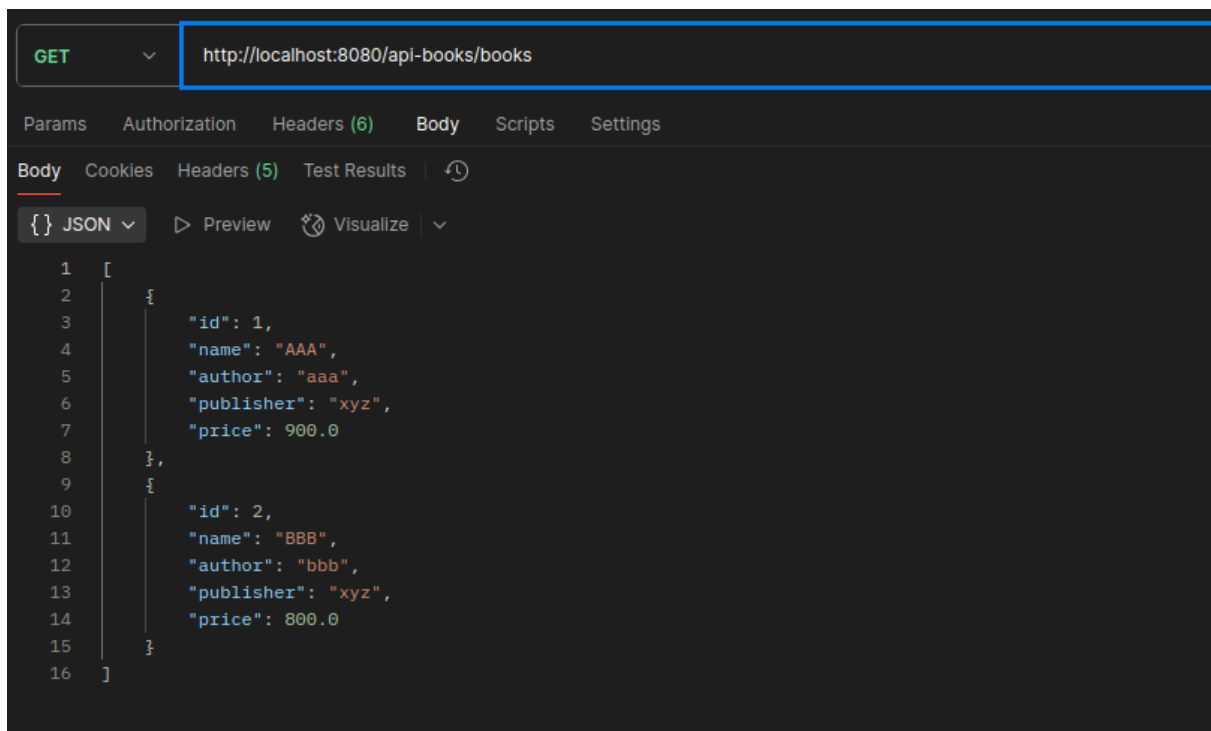 GET http://localhost:8080/api-books/books
Params Authorization Headers (6) Body Scripts Settings
Body Cookies Headers (5) Test Results
{} JSON Preview Visualize
1 [
2 {
3 "id": 1,
4 "name": "AAA",
5 "author": "aaa",
6 "publisher": "xyz",
7 "price": 900.0
8 },
9 {
10 "id": 2,
11 "name": "BBB",
12 "author": "bbb",
13 "publisher": "xyz",
14 "price": 800.0
15 }
16 ]